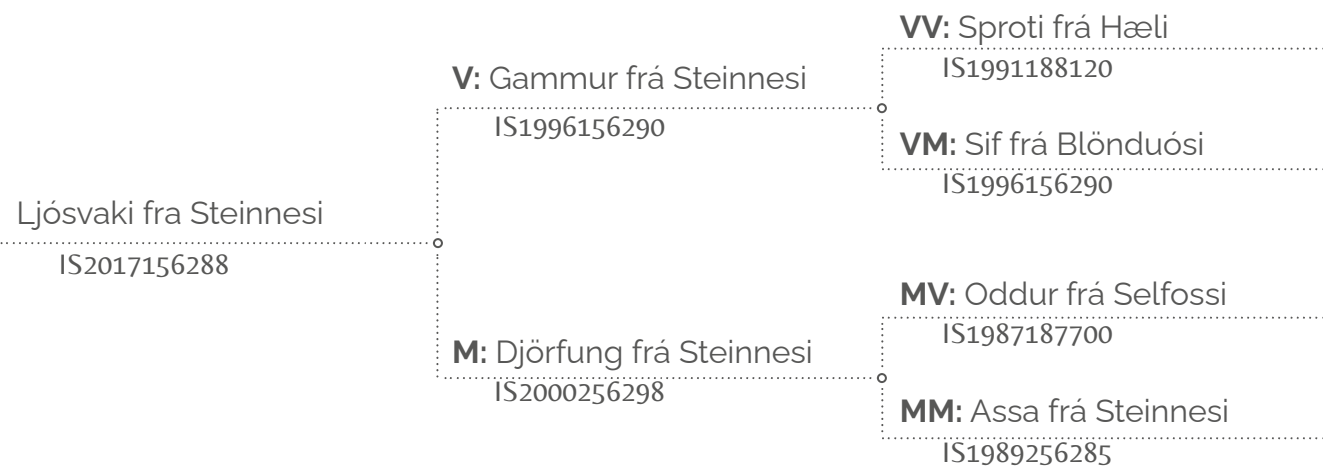 VV: Sproti frá Hæli
IS1991188120
V: Gammur frá Steinnesi
IS1996156290
VM: Sif frá Blönduósi
IS1996156290
Ljósvaki fra Steinnesi
IS2017156288
MV: Oddur frá Selfossi
IS1987187700
M: Djörfung frá Steinnesi
IS2000256298
MM: Assa frá Steinnesi
IS1989256285